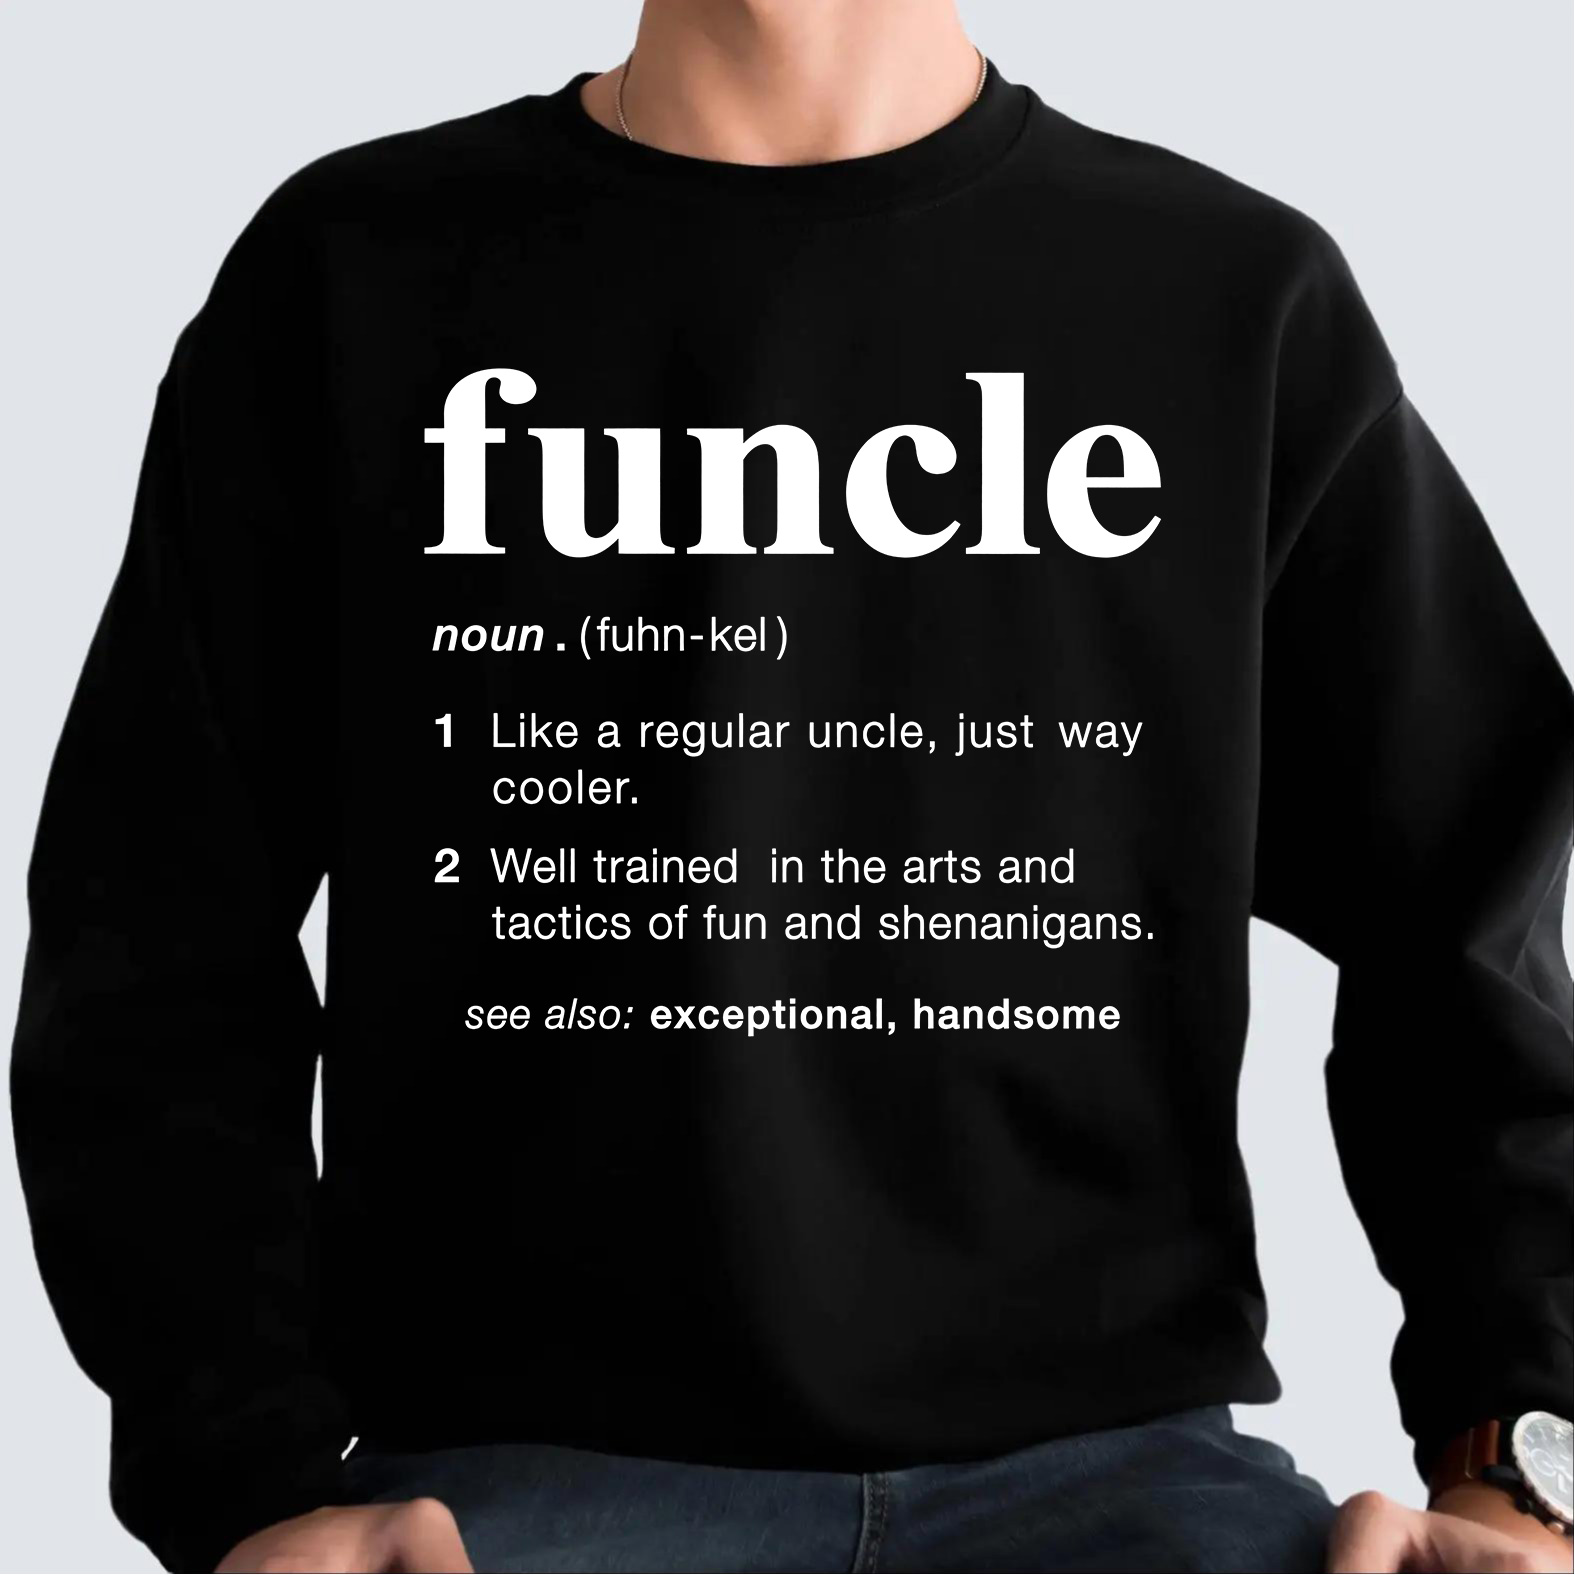 funcle
noun . (fuhn-kel)
1 Like a regular uncle, just way
cooler.
2 Well trained in the arts and
tactics of fun and shenanigans.
see also: exceptional, handsome